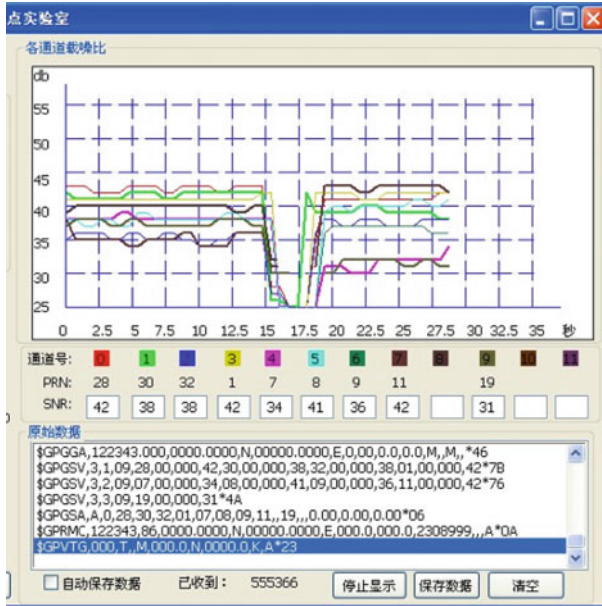 点实验室
各通道载噪比
db
55
50
45
40
35
30
25
0 2.5 5 7.5 10 12.5 15 17.5 20 22.5 25 27.5 30 32.5 35 秒
通道号: 0 1 2 3 4 5 6 7 8 9 10 11
PRN: 28 30 32 1 7 8 9 11 19
SNR: 42 38 38 42 34 41 36 42 31
原始数据
$GPGGA,122343.000,0000.0000,N,00000.0000,E,0,00,0.0,0.0,M,,M,,*46
$GPGSV,3,1,09,28,00,000,42,30,00,000,38,32,00,000,38,01,00,000,42*7B
$GPGSV,3,2,09,07,00,000,34,08,00,000,41,09,00,000,36,11,00,000,42*76
$GPGSV,3,3,09,19,00,000,31*4A
$GPGSA,A,0,28,30,32,01,07,08,09,11,,19,,,0.00,0.00,0.00*06
$GPRMC,122343,86,0000.0000,N,00000.0000,E,000.0,000.0,2308999,,,A*0A
$GPVTG,000,T,,M,000.0,N,0000.0,K,A*23
自动保存数据 已收到: 555366 停止显示 保存数据 清空